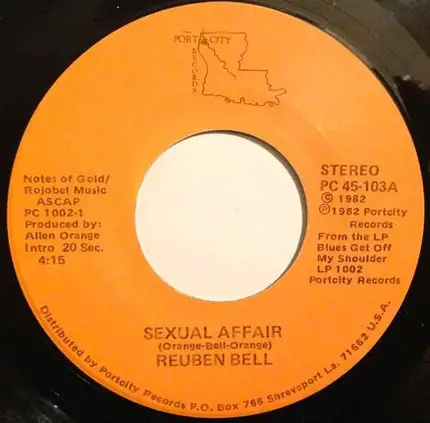 PORT CITY
RECORDS
Notes of Gold/
Rojobel Music
ASCAP
PC 1002-1
Produced by:
Allen Orange
Intro 20 Sec.
4:15
STEREO
PC 45-103A
© 1982
℗ 1982 Portcity
Records
From the LP
Blues Get Off
My Shoulder
LP 1002
Portcity Records
SEXUAL AFFAIR
(Orange-Bell-Orange)
REUBEN BELL
Distributed by Portcity Records P.O. Box 766 Shreveport La. 71662 U.S.A.